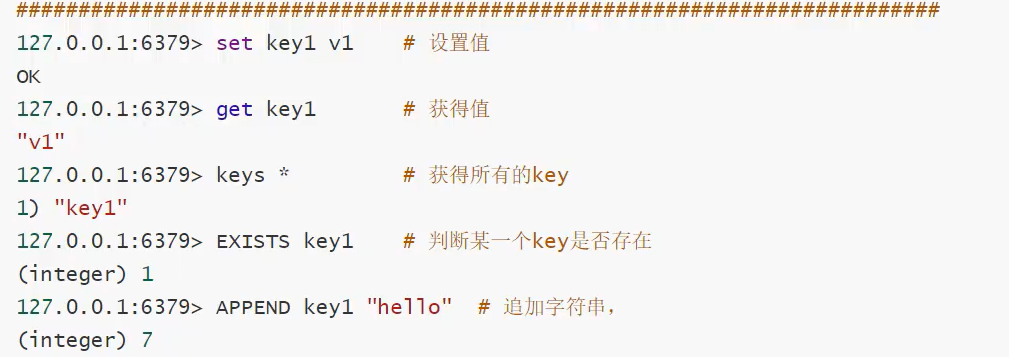 ##########################################################################
127.0.0.1:6379> set key1 v1    # 设置值
OK
127.0.0.1:6379> get key1       # 获得值
"v1"
127.0.0.1:6379> keys *         # 获得所有的key
1) "key1"
127.0.0.1:6379> EXISTS key1    # 判断某一个key是否存在
(integer) 1
127.0.0.1:6379> APPEND key1 "hello"  # 追加字符串，
(integer) 7